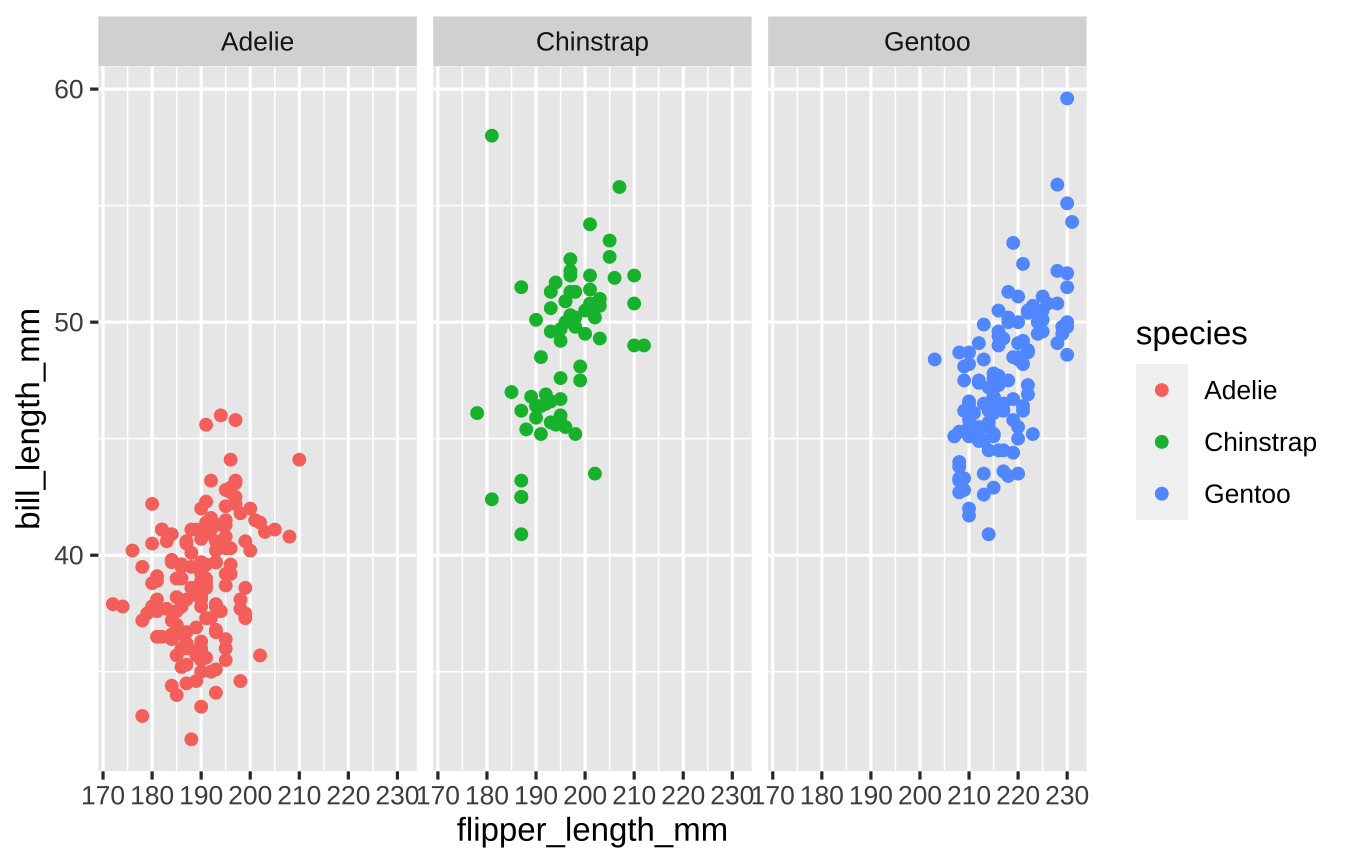 Adelie Chinstrap Gentoo
60
50
40
bill_length_mm
170 180 190 200 210 220 230 170 180 190 200 210 220 230 170 180 190 200 210 220 230
flipper_length_mm
species
Adelie
Chinstrap
Gentoo